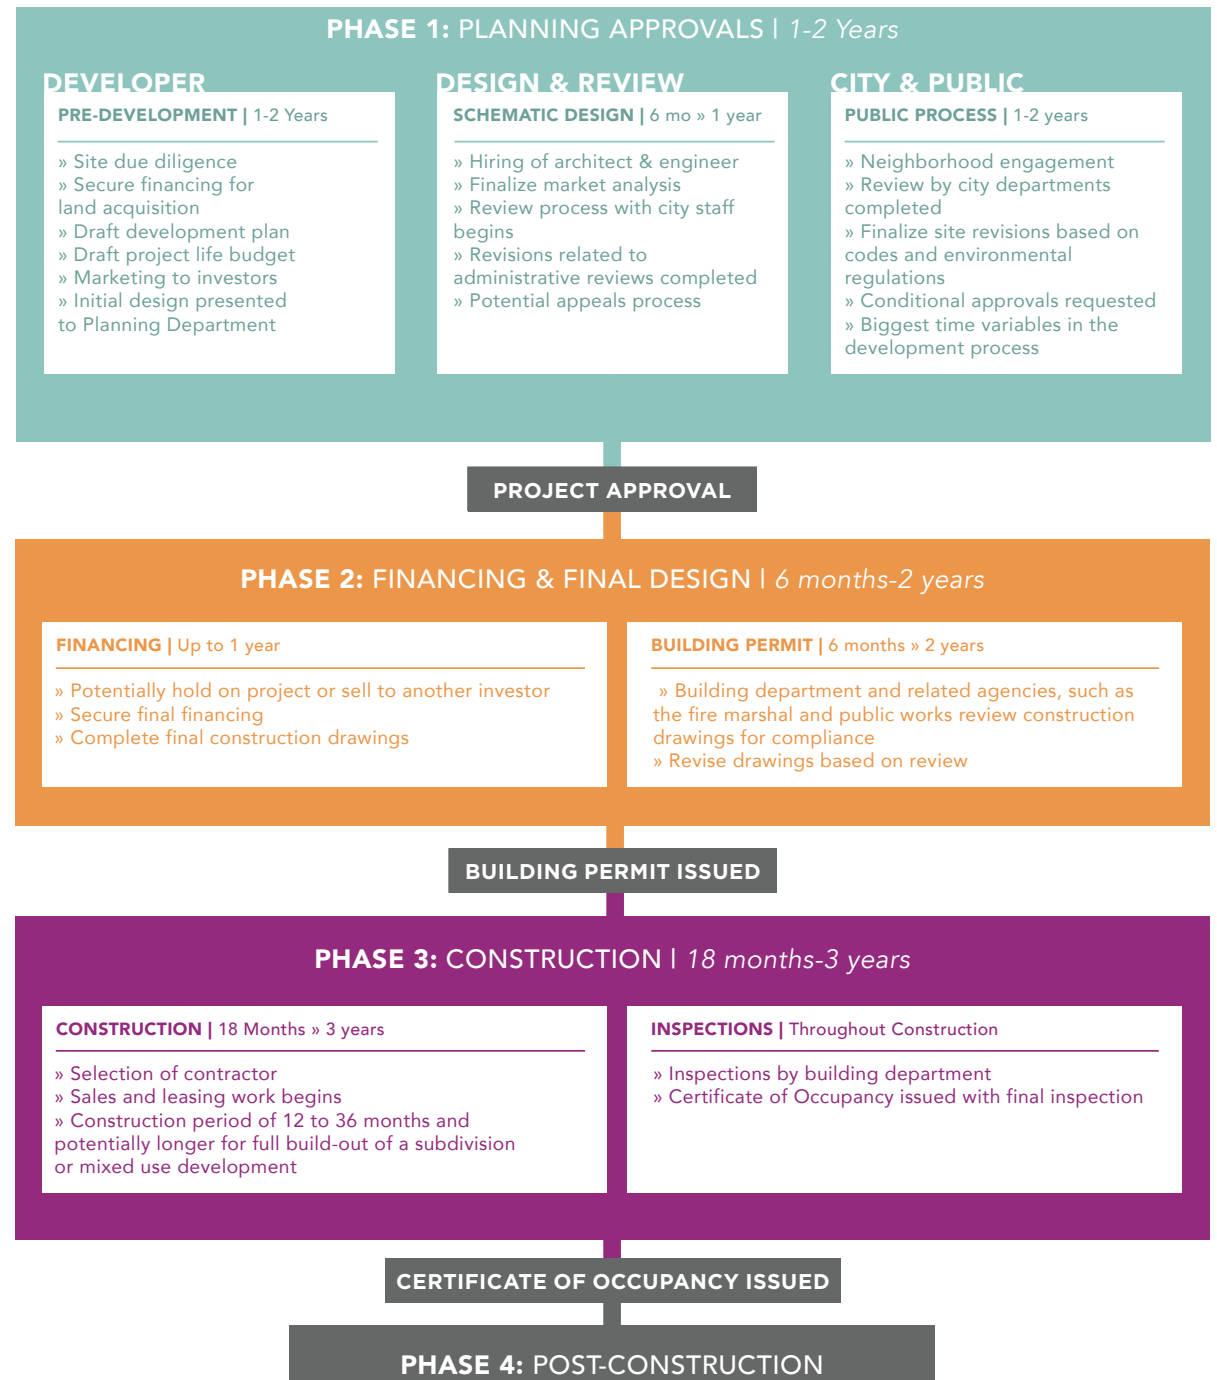 PHASE 1: PLANNING APPROVALS | 1-2 Years
DEVELOPER
PRE-DEVELOPMENT | 1-2 Years
» Site due diligence
» Secure financing for
land acquisition
» Draft development plan
» Draft project life budget
» Marketing to investors
» Initial design presented
to Planning Department
DESIGN & REVIEW
SCHEMATIC DESIGN | 6 mo » 1 year
» Hiring of architect & engineer
» Finalize market analysis
» Review process with city staff
begins
» Revisions related to
administrative reviews completed
» Potential appeals process
CITY & PUBLIC
PUBLIC PROCESS | 1-2 years
» Neighborhood engagement
» Review by city departments
completed
» Finalize site revisions based on
codes and environmental
regulations
» Conditional approvals requested
» Biggest time variables in the
development process
PROJECT APPROVAL
PHASE 2: FINANCING & FINAL DESIGN | 6 months-2 years
FINANCING | Up to 1 year
» Potentially hold on project or sell to another investor
» Secure final financing
» Complete final construction drawings
BUILDING PERMIT | 6 months » 2 years
» Building department and related agencies, such as
the fire marshal and public works review construction
drawings for compliance
» Revise drawings based on review
BUILDING PERMIT ISSUED
PHASE 3: CONSTRUCTION | 18 months-3 years
CONSTRUCTION | 18 Months » 3 years
» Selection of contractor
» Sales and leasing work begins
» Construction period of 12 to 36 months and
potentially longer for full build-out of a subdivision
or mixed use development
INSPECTIONS | Throughout Construction
» Inspections by building department
» Certificate of Occupancy issued with final inspection
CERTIFICATE OF OCCUPANCY ISSUED
PHASE 4: POST-CONSTRUCTION